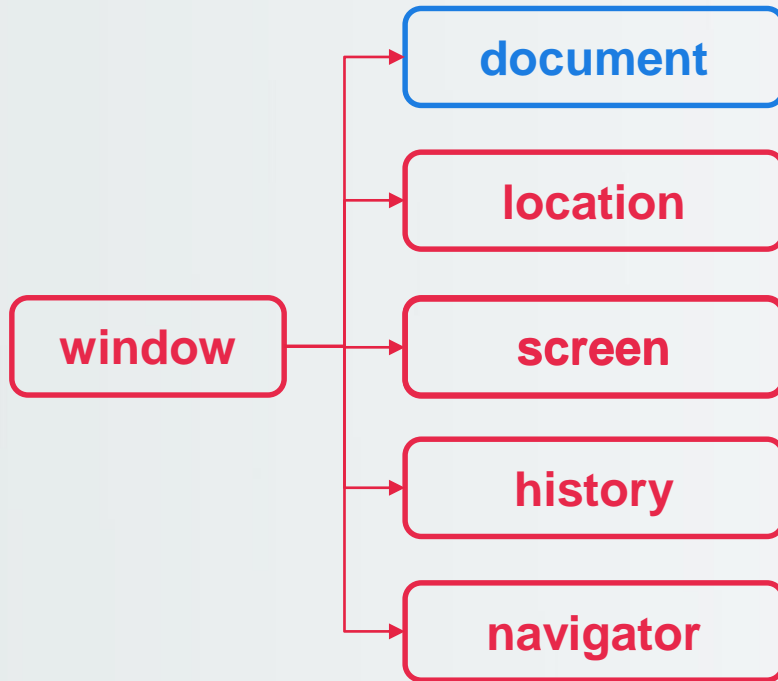 document
location
window
screen
history
navigator